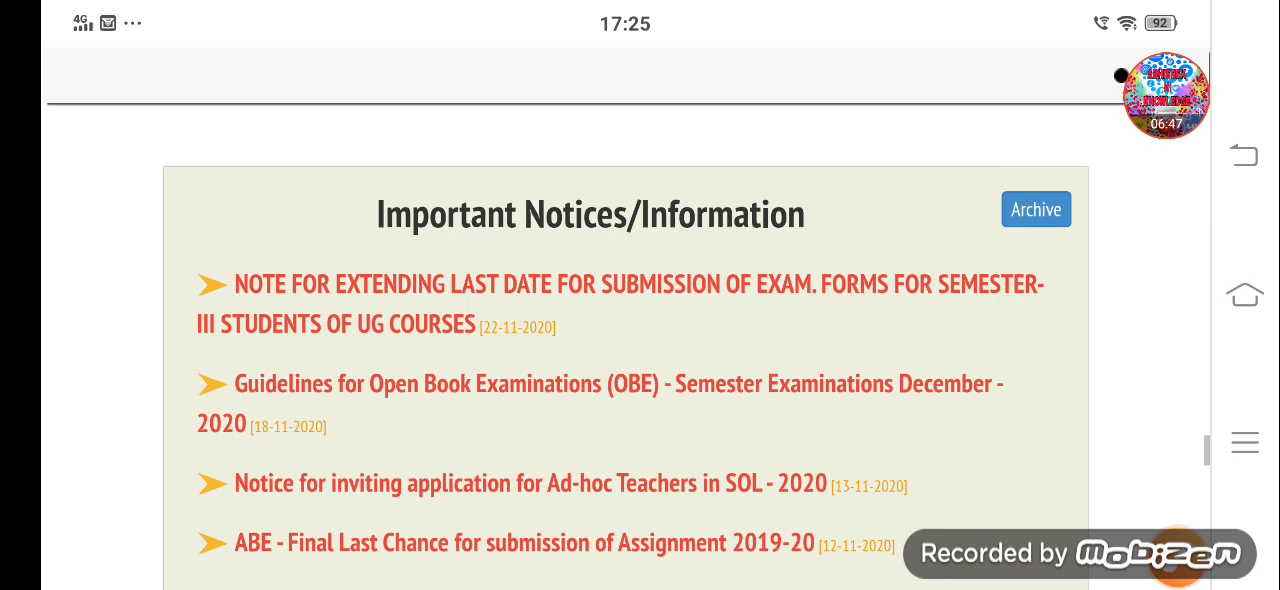 4G
17:25
92
ABHISHEK
IN
KNOWLEDGE
06:47
Important Notices/Information
Archive
NOTE FOR EXTENDING LAST DATE FOR SUBMISSION OF EXAM. FORMS FOR SEMESTER-
III STUDENTS OF UG COURSES [22-11-2020]
Guidelines for Open Book Examinations (OBE) - Semester Examinations December -
2020 [18-11-2020]
Notice for inviting application for Ad-hoc Teachers in SOL - 2020 [13-11-2020]
ABE - Final Last Chance for submission of Assignment 2019-20 [12-11-2020]
Recorded by Mobizen